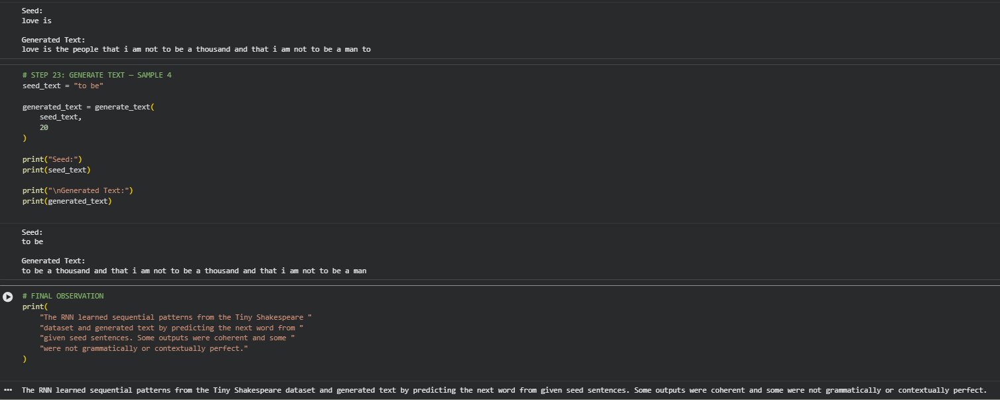 Seed:
love is
Generated Text:
love is the people that i am not to be a thousand and that i am not to be a man to
# STEP 23: GENERATE TEXT — SAMPLE 4
seed_text = "to be"
generated_text = generate_text(
    seed_text,
    20
)
print("Seed:")
print(seed_text)
print("\nGenerated Text:")
print(generated_text)
Seed:
to be
Generated Text:
to be a thousand and that i am not to be a thousand and that i am not to be a man
# FINAL OBSERVATION
print(
    "The RNN learned sequential patterns from the Tiny Shakespeare "
    "dataset and generated text by predicting the next word from "
    "given seed sentences. Some outputs were coherent and some "
    "were not grammatically or contextually perfect."
)
The RNN learned sequential patterns from the Tiny Shakespeare dataset and generated text by predicting the next word from given seed sentences. Some outputs were coherent and some were not grammatically or contextually perfect.